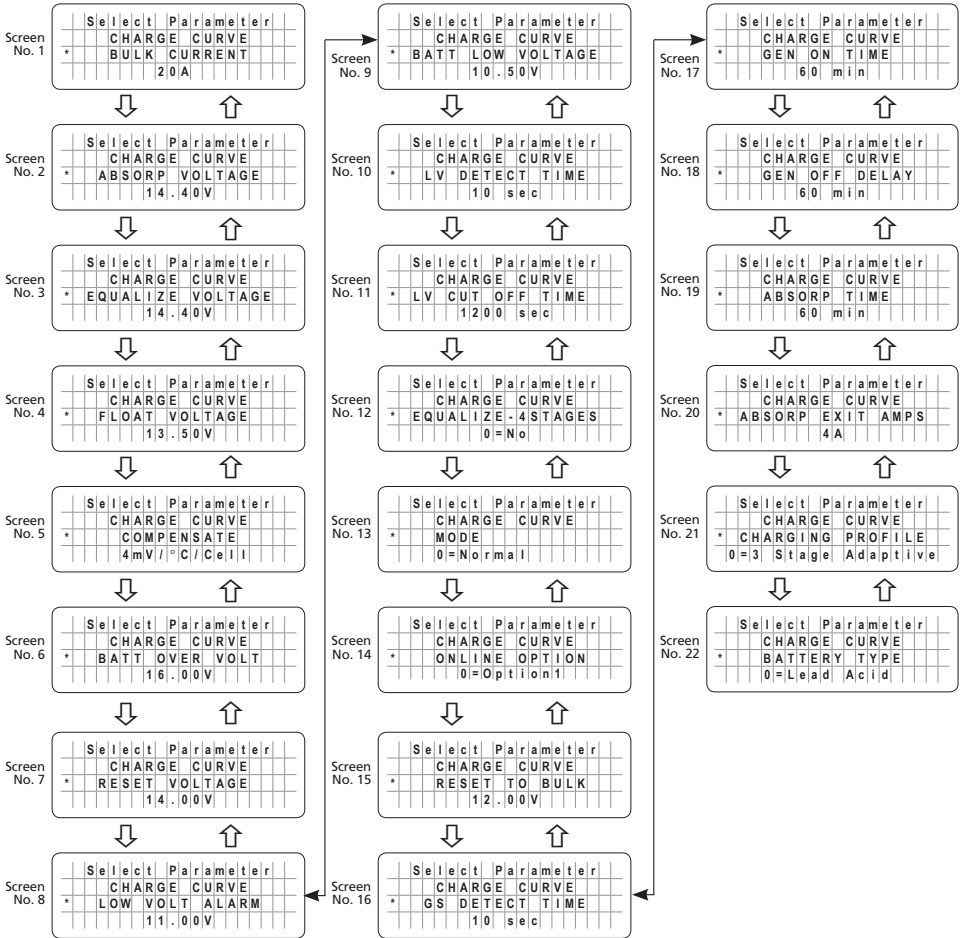 Screen
No. 1
Select Parameter
CHARGE CURVE
* BULK CURRENT
20A
Screen
No. 2
Select Parameter
CHARGE CURVE
* ABSORP VOLTAGE
14.40V
Screen
No. 3
Select Parameter
CHARGE CURVE
* EQUALIZE VOLTAGE
14.40V
Screen
No. 4
Select Parameter
CHARGE CURVE
* FLOAT VOLTAGE
13.50V
Screen
No. 5
Select Parameter
CHARGE CURVE
* COMPENSATE
4mV/°C/Cell
Screen
No. 6
Select Parameter
CHARGE CURVE
* BATT OVER VOLT
16.00V
Screen
No. 7
Select Parameter
CHARGE CURVE
* RESET VOLTAGE
14.00V
Screen
No. 8
Select Parameter
CHARGE CURVE
* LOW VOLT ALARM
11.00V
Screen
No. 9
Select Parameter
CHARGE CURVE
* BATT LOW VOLTAGE
10.50V
Screen
No. 10
Select Parameter
CHARGE CURVE
* LV DETECT TIME
10 sec
Screen
No. 11
Select Parameter
CHARGE CURVE
* LV CUT OFF TIME
1200 sec
Screen
No. 12
Select Parameter
CHARGE CURVE
* EQUALIZE-4STAGES
0=No
Screen
No. 13
Select Parameter
CHARGE CURVE
* MODE
0=Normal
Screen
No. 14
Select Parameter
CHARGE CURVE
* ONLINE OPTION
0=Option1
Screen
No. 15
Select Parameter
CHARGE CURVE
* RESET TO BULK
12.00V
Screen
No. 16
Select Parameter
CHARGE CURVE
* GS DETECT TIME
10 sec
Screen
No. 17
Select Parameter
CHARGE CURVE
* GEN ON TIME
60 min
Screen
No. 18
Select Parameter
CHARGE CURVE
* GEN OFF DELAY
60 min
Screen
No. 19
Select Parameter
CHARGE CURVE
* ABSORP TIME
60 min
Screen
No. 20
Select Parameter
CHARGE CURVE
* ABSORP EXIT AMPS
4A
Screen
No. 21
Select Parameter
CHARGE CURVE
* CHARGING PROFILE
0=3 Stage Adaptive
Screen
No. 22
Select Parameter
CHARGE CURVE
* BATTERY TYPE
0=Lead Acid